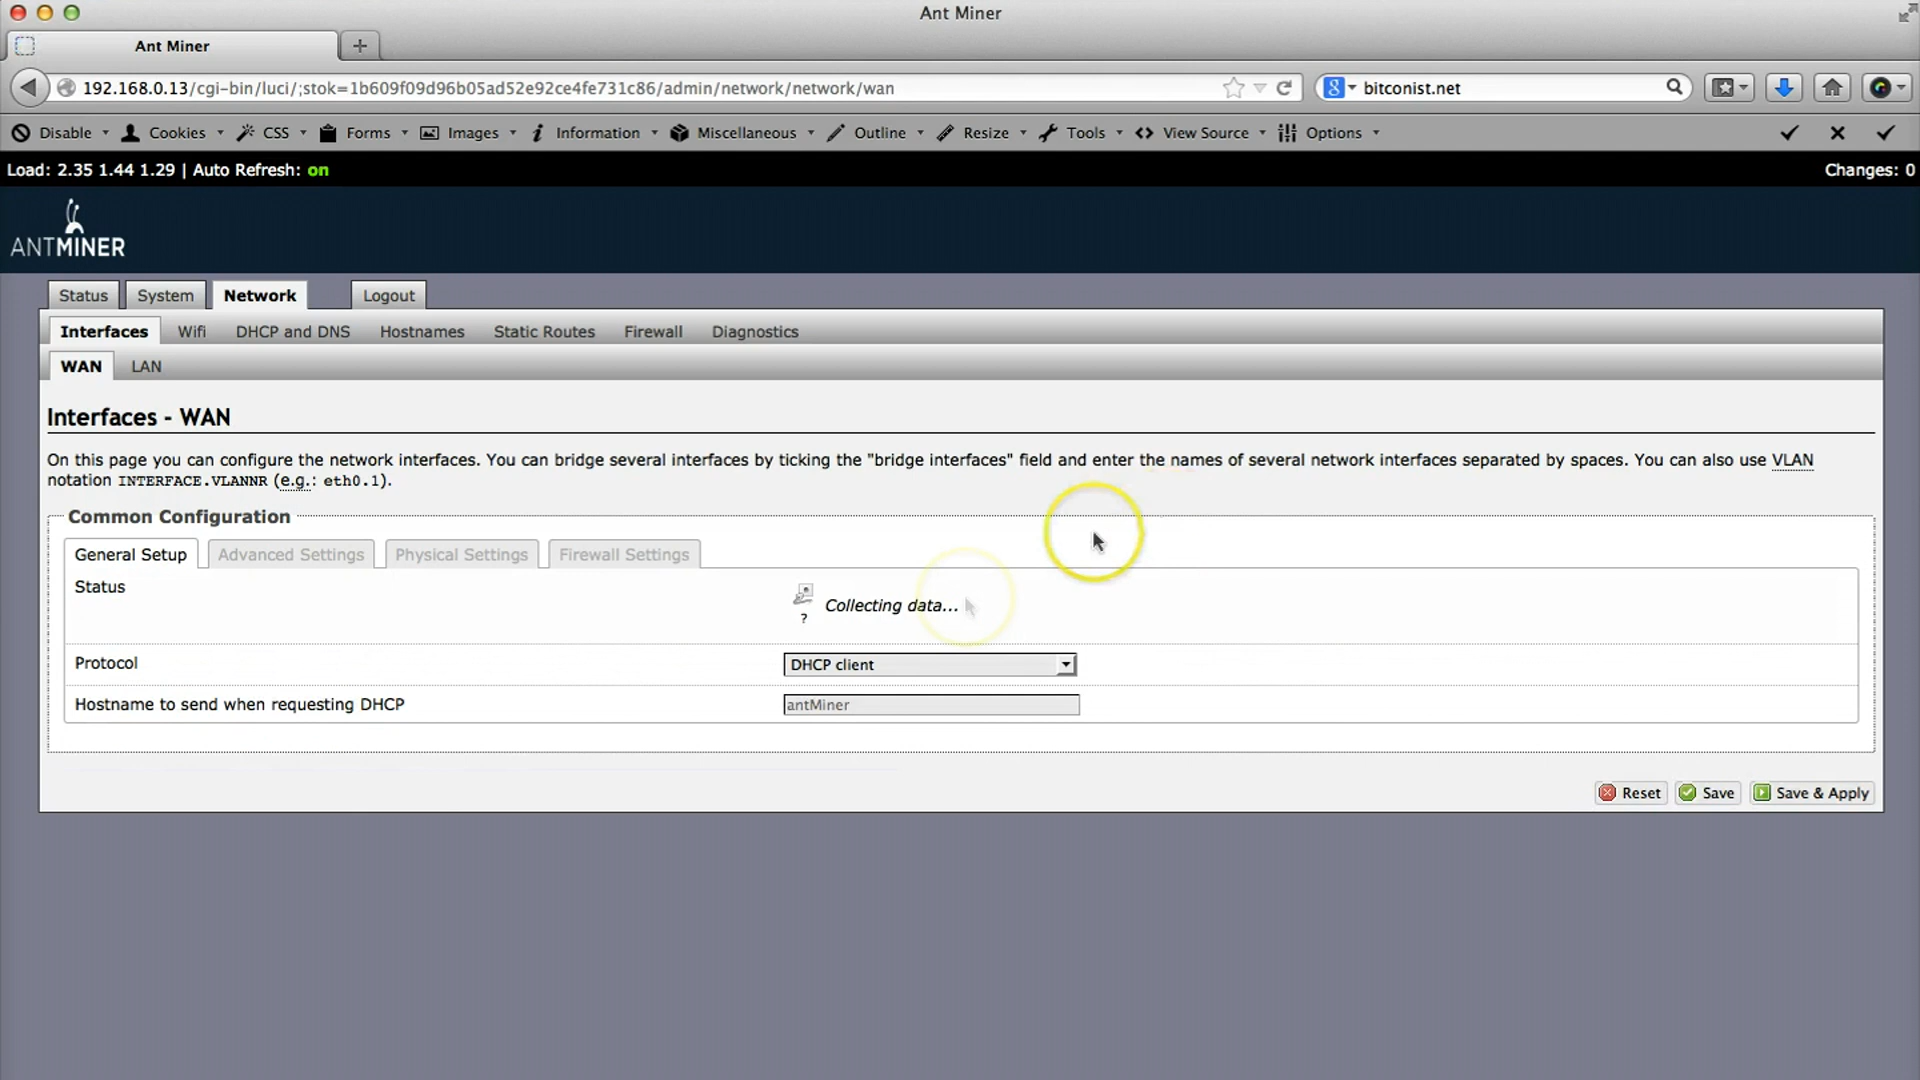 Ant Miner
Ant Miner
192.168.0.13/cgi-bin/luci/;stok=1b609f09d96b05ad52e92ce4fe731c86/admin/network/network/wan
bitconist.net
Disable Cookies CSS Forms Images Information Miscellaneous Outline Resize Tools View Source Options
Load: 2.35 1.44 1.29 | Auto Refresh: on
Changes: 0
ANTMINER
Status System Network Logout
Interfaces Wifi DHCP and DNS Hostnames Static Routes Firewall Diagnostics
WAN LAN
Interfaces - WAN
On this page you can configure the network interfaces. You can bridge several interfaces by ticking the "bridge interfaces" field and enter the names of several network interfaces separated by spaces. You can also use VLAN
notation INTERFACE.VLANNR (e.g.: eth0.1).
Common Configuration
General Setup Advanced Settings Physical Settings Firewall Settings
Status
Collecting data...
?
Protocol
DHCP client
Hostname to send when requesting DHCP
antMiner
Reset Save Save & Apply